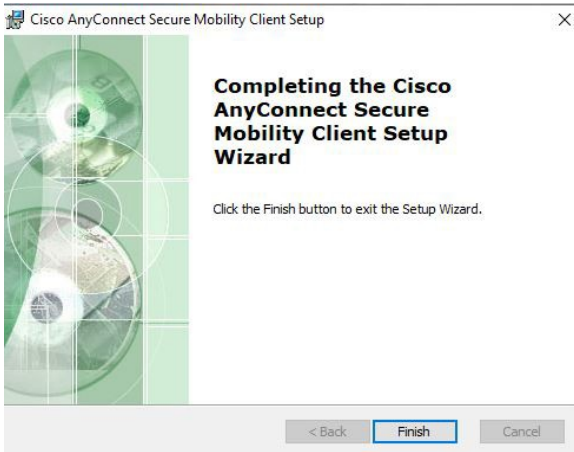 Cisco AnyConnect Secure Mobility Client Setup
Completing the Cisco
AnyConnect Secure
Mobility Client Setup
Wizard
Click the Finish button to exit the Setup Wizard.
< Back Finish Cancel